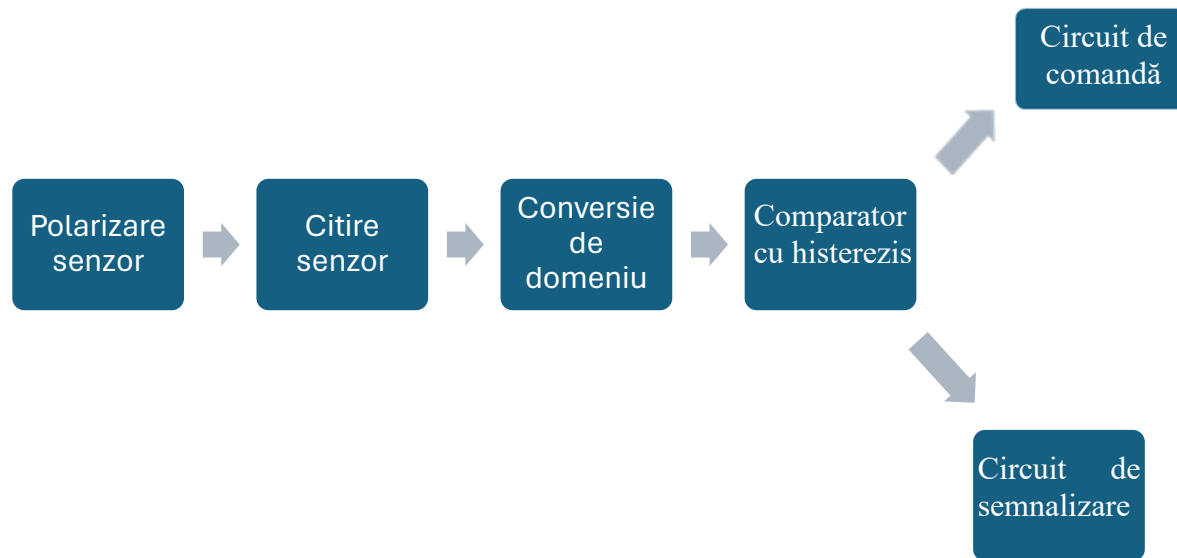 Circuit de
comandă
Polarizare
senzor
Citire
senzor
Conversie
de
domeniu
Comparator
cu histerezis
Circuit de
semnalizare